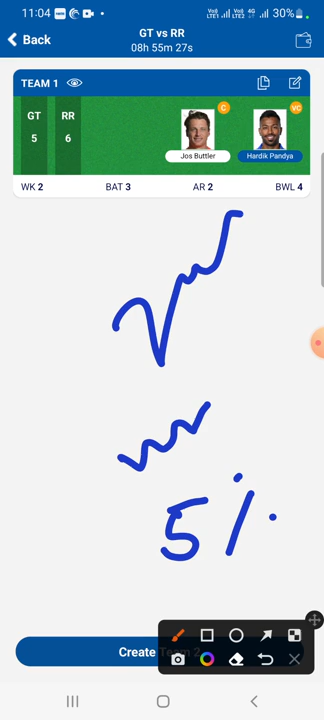 11:04 30%
Back
GT vs RR
08h 55m 27s
TEAM 1
GT
5
RR
6
C
Jos Buttler
VC
Hardik Pandya
WK 2 BAT 3 AR 2 BWL 4
5%
Create Team 2